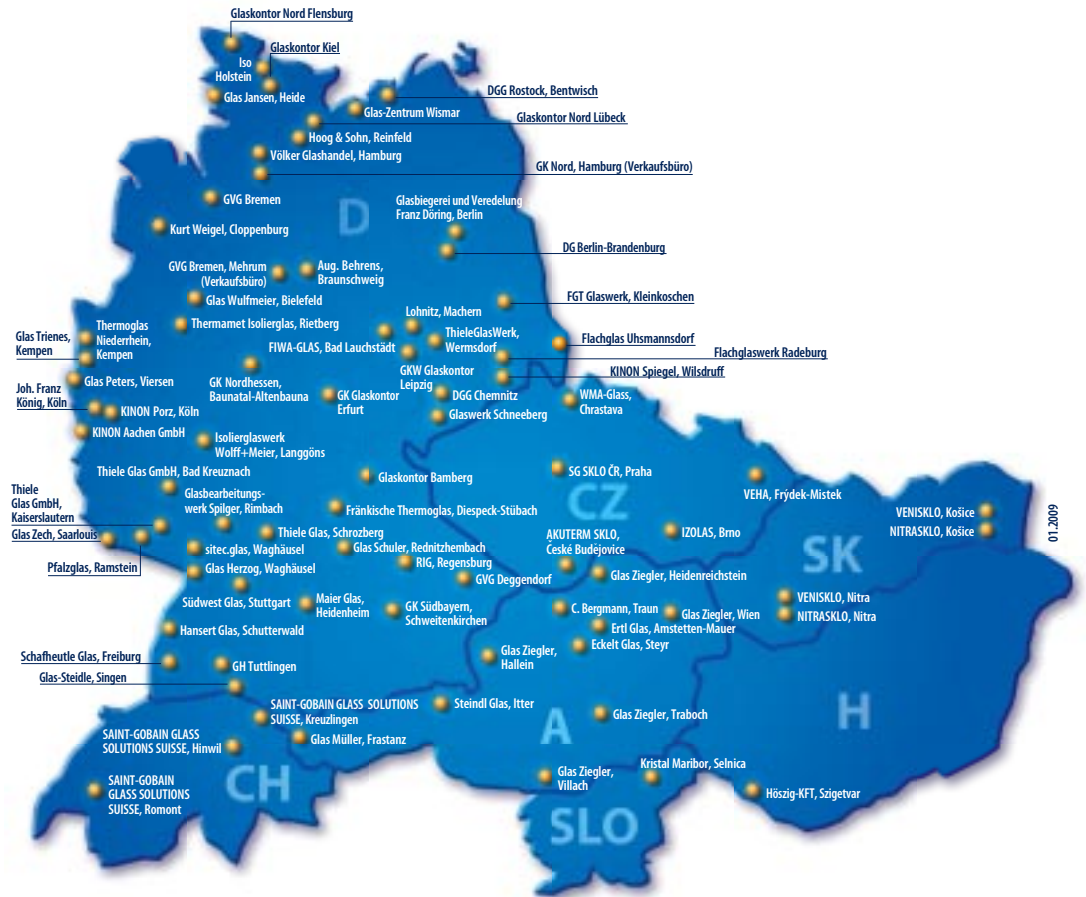 Glaskontor Nord Flensburg
Glaskontor Kiel
Iso
Holstein
Glas Jansen, Heide
DGG Rostock, Bentwisch
Glas-Zentrum Wismar
Glaskontor Nord Lübeck
Hoog & Sohn, Reinfeld
Völker Glashandel, Hamburg
GK Nord, Hamburg (Verkaufsbüro)
GVG Bremen
D
Glasbiegerei und Veredelung
Franz Döring, Berlin
Kurt Weigel, Cloppenburg
DG Berlin-Brandenburg
GVG Bremen, Mehrum
(Verkaufsbüro)
Aug. Behrens,
Braunschweig
Glas Wulfmeier, Bielefeld
FGT Glaswerk, Kleinkoschen
Lohnitz, Machern
Thermamet Isolierglas, Rietberg
ThieleGlasWerk,
Wermsdorf
Glas Trienes,
Kempen
Thermoglas
Niederrhein,
Kempen
FIWA-GLAS, Bad Lauchstädt
Flachglas Uhsmannsdorf
Flachglaswerk Radeburg
GKW Glaskontor
Leipzig
KINON Spiegel, Wilsdruff
Glas Peters, Viersen
GK Nordhessen,
Baunatal-Altenbauna
GK Glaskontor
Erfurt
DGG Chemnitz
WMA-Glass,
Chrastava
Joh. Franz
König, Köln
KINON Porz, Köln
Glaswerk Schneeberg
KINON Aachen GmbH
Isolierglaswerk
Wolff+Meier, Langgöns
Thiele Glas GmbH, Bad Kreuznach
Glaskontor Bamberg
SG SKLO ČR, Praha
CZ
VEHA, Frýdek-Mistek
Thiele
Glas GmbH,
Kaiserslautern
Glasbearbeitungs-
werk Spilger, Rimbach
Fränkische Thermoglas, Diespeck-Stübach
VENISKLO, Košice
NITRASKLO, Košice
01.2009
Glas Zech, Saarlouis
Thiele Glas, Schrozberg
AKUTERM SKLO,
České Budějovice
IZOLAS, Brno
SK
sitec.glas, Waghäusel
Glas Schuler, Rednitzhembach
Pfalzglas, Ramstein
RIG, Regensburg
Glas Herzog, Waghäusel
GVG Deggendorf
Glas Ziegler, Heidenreichstein
Südwest Glas, Stuttgart
Maier Glas,
Heidenheim
GK Südbayern,
Schweitenkirchen
C. Bergmann, Traun
Glas Ziegler, Wien
VENISKLO, Nitra
NITRASKLO, Nitra
Hansert Glas, Schutterwald
Ertl Glas, Amstetten-Mauer
Eckelt Glas, Steyr
Schafheutle Glas, Freiburg
GH Tuttlingen
Glas Ziegler,
Hallein
Glas-Steidle, Singen
SAINT-GOBAIN GLASS SOLUTIONS
SUISSE, Kreuzlingen
Steindl Glas, Itter
Glas Ziegler, Traboch
A
H
SAINT-GOBAIN GLASS
SOLUTIONS SUISSE, Hinwil
Glas Müller, Frastanz
Glas Ziegler,
Villach
Kristal Maribor, Selnica
SAINT-GOBAIN
GLASS SOLUTIONS
SUISSE, Romont
CH
Höszig-KFT, Szigetvar
SLO